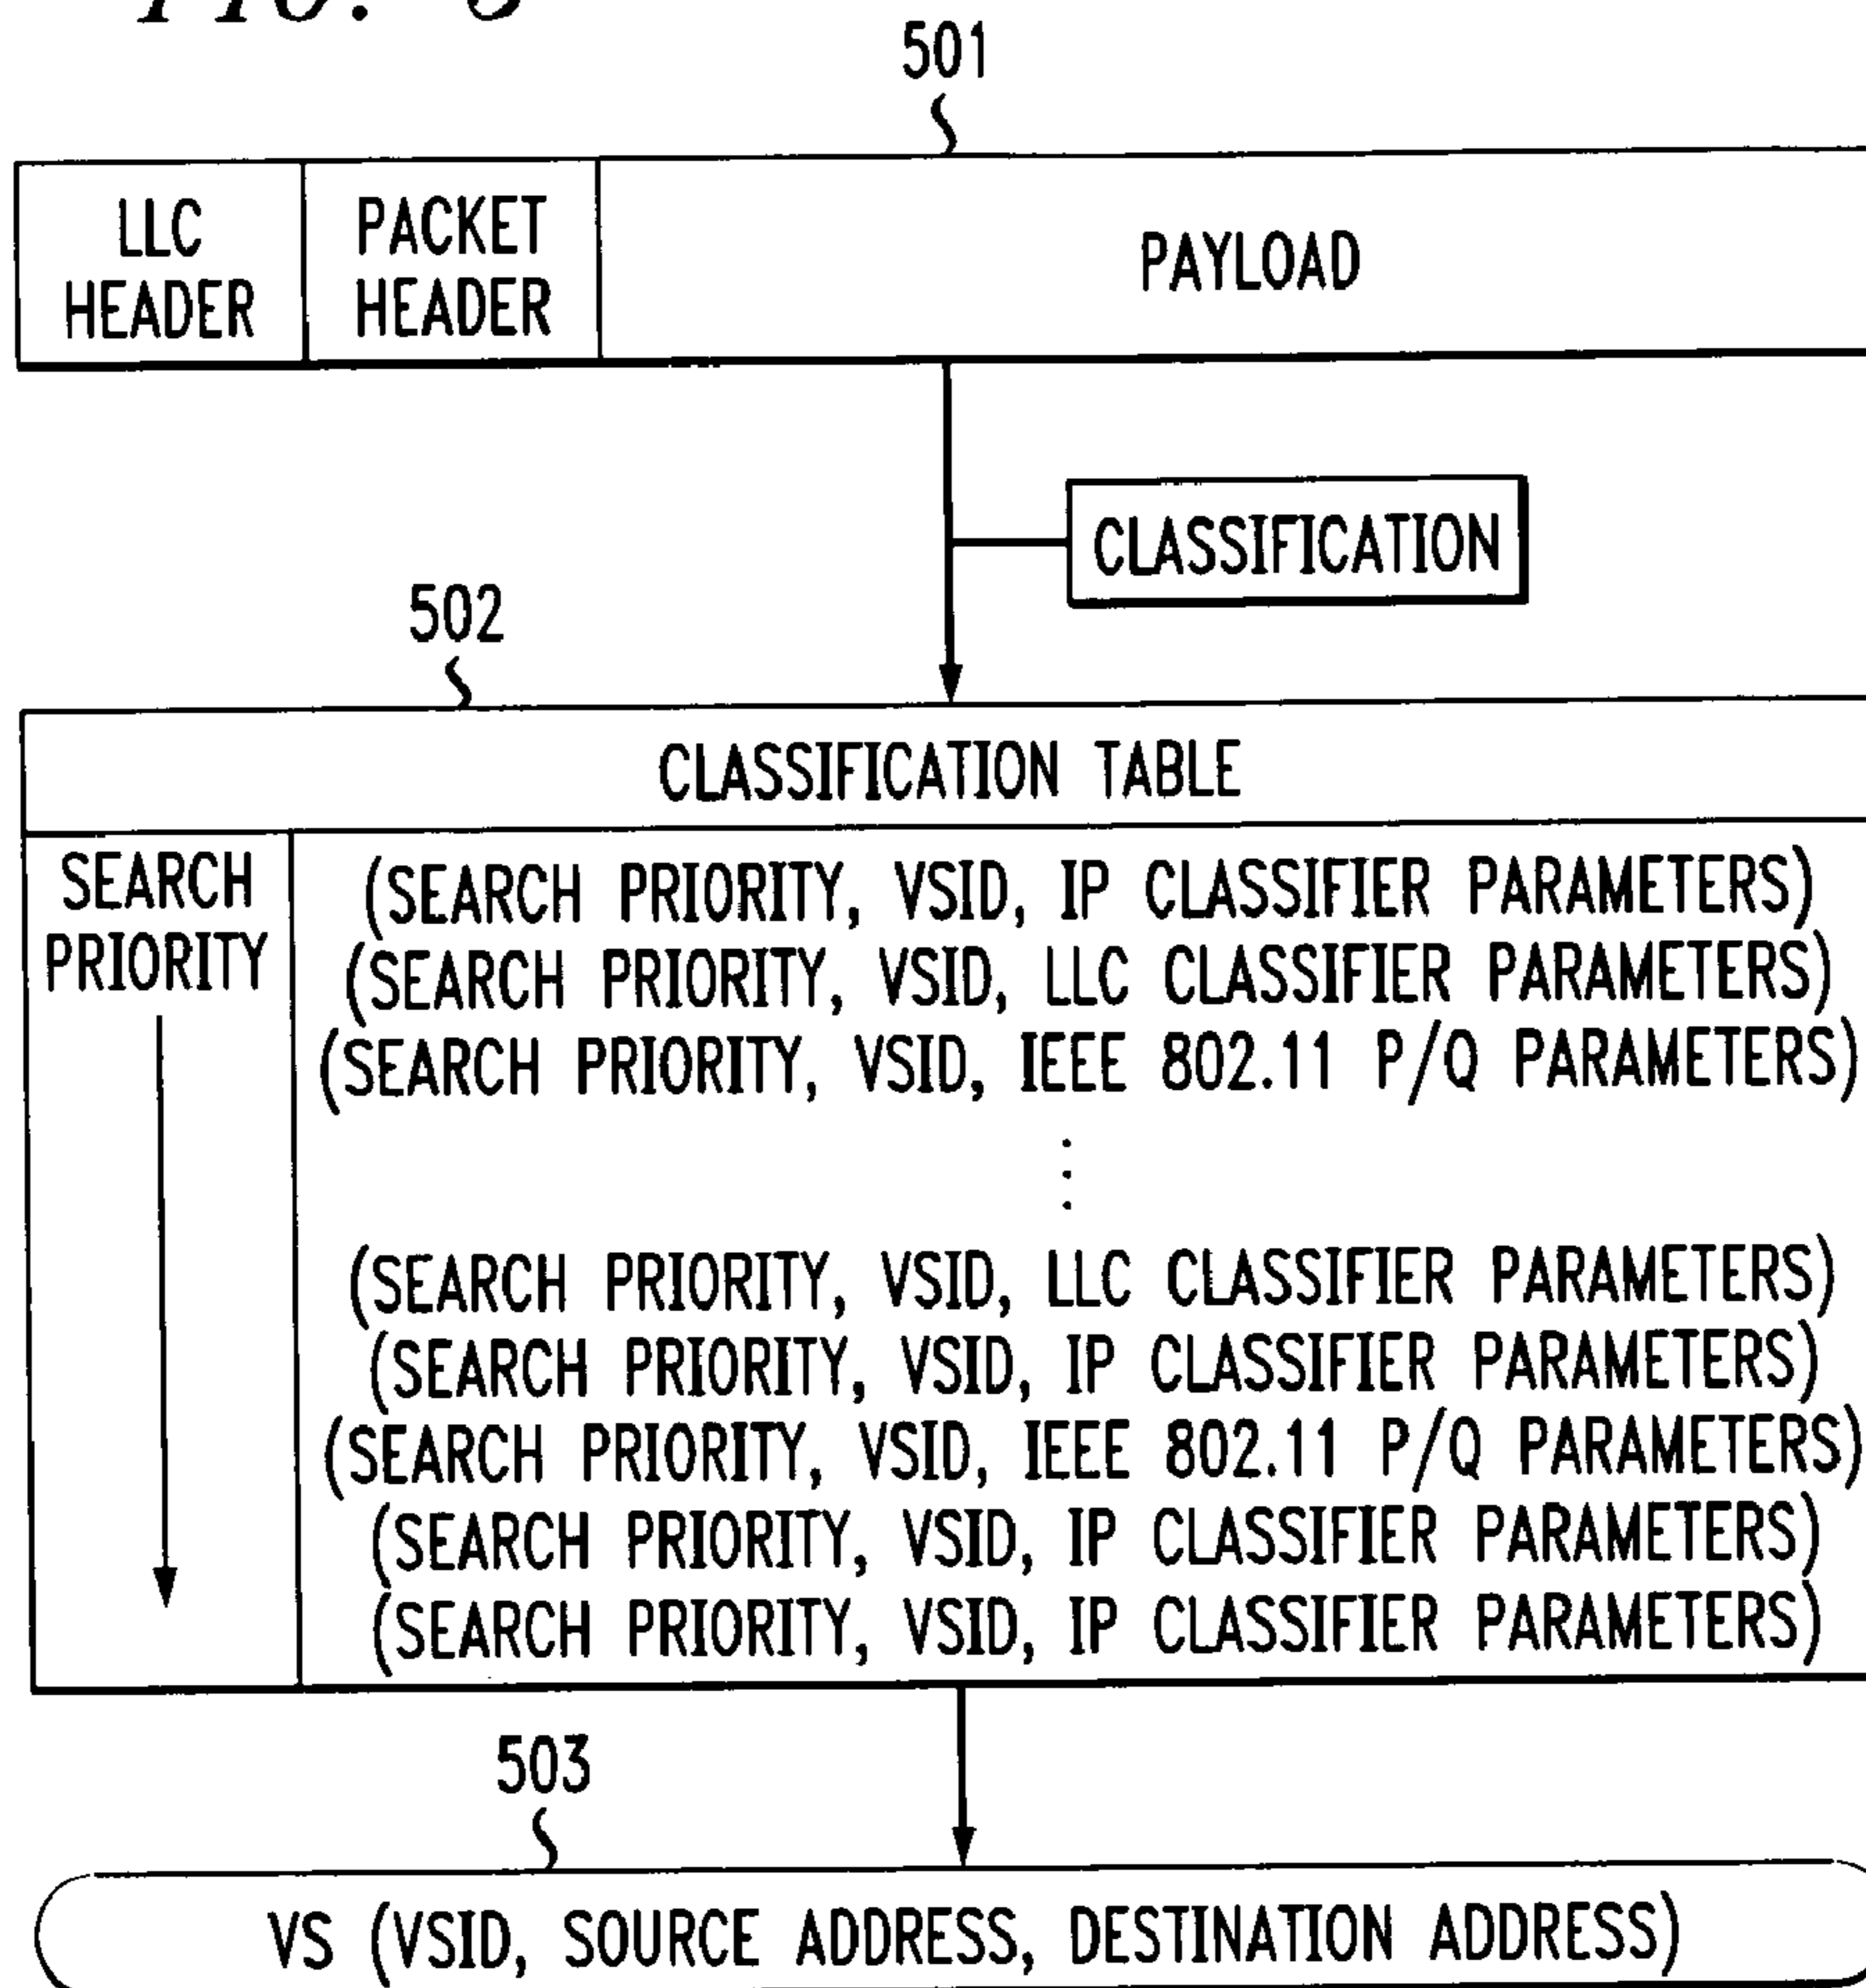 FIG. 5
501
LLC HEADER
PACKET HEADER
PAYLOAD
CLASSIFICATION
502
CLASSIFICATION TABLE
SEARCH PRIORITY
(SEARCH PRIORITY, VSID, IP CLASSIFIER PARAMETERS)
(SEARCH PRIORITY, VSID, LLC CLASSIFIER PARAMETERS)
(SEARCH PRIORITY, VSID, IEEE 802.11 P/Q PARAMETERS)
⋮
(SEARCH PRIORITY, VSID, LLC CLASSIFIER PARAMETERS)
(SEARCH PRIORITY, VSID, IP CLASSIFIER PARAMETERS)
(SEARCH PRIORITY, VSID, IEEE 802.11 P/Q PARAMETERS)
(SEARCH PRIORITY, VSID, IP CLASSIFIER PARAMETERS)
(SEARCH PRIORITY, VSID, IP CLASSIFIER PARAMETERS)
503
VS (VSID, SOURCE ADDRESS, DESTINATION ADDRESS)